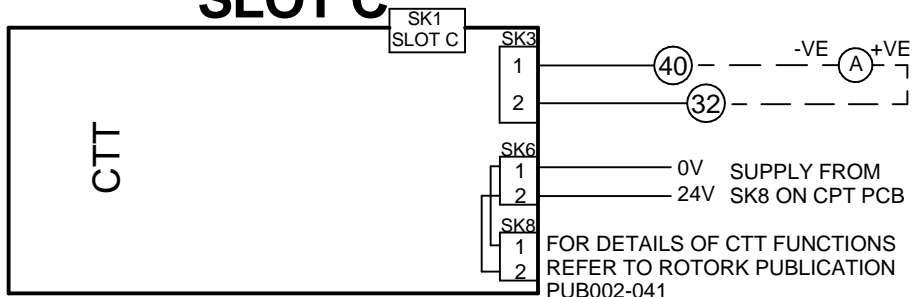 SLOT C
SK1
SLOT C
SK3
1
2
40
32
-VE
A
+VE
CTT
SK6
1
2
0V
24V
SUPPLY FROM
SK8 ON CPT PCB
SK8
1
2
FOR DETAILS OF CTT FUNCTIONS
REFER TO ROTORK PUBLICATION
PUB002-041